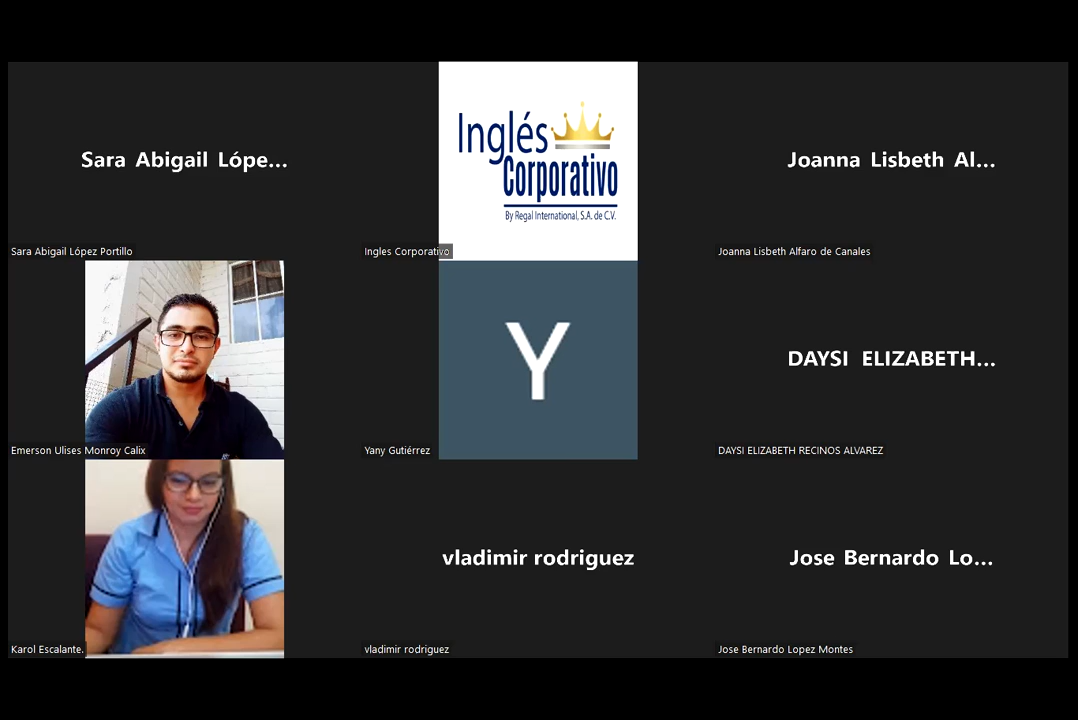 Sara Abigail Lópe...
Sara Abigail López Portillo
Inglés
Corporativo
By Regal International, S.A. de C.V.
Ingles Corporativo
Joanna Lisbeth Al...
Joanna Lisbeth Alfaro de Canales
Emerson Ulises Monroy Calix
Y
Yany Gutiérrez
DAYSI ELIZABETH...
DAYSI ELIZABETH RECINOS ALVAREZ
Karol Escalante.
vladimir rodriguez
vladimir rodriguez
Jose Bernardo Lo...
Jose Bernardo Lopez Montes